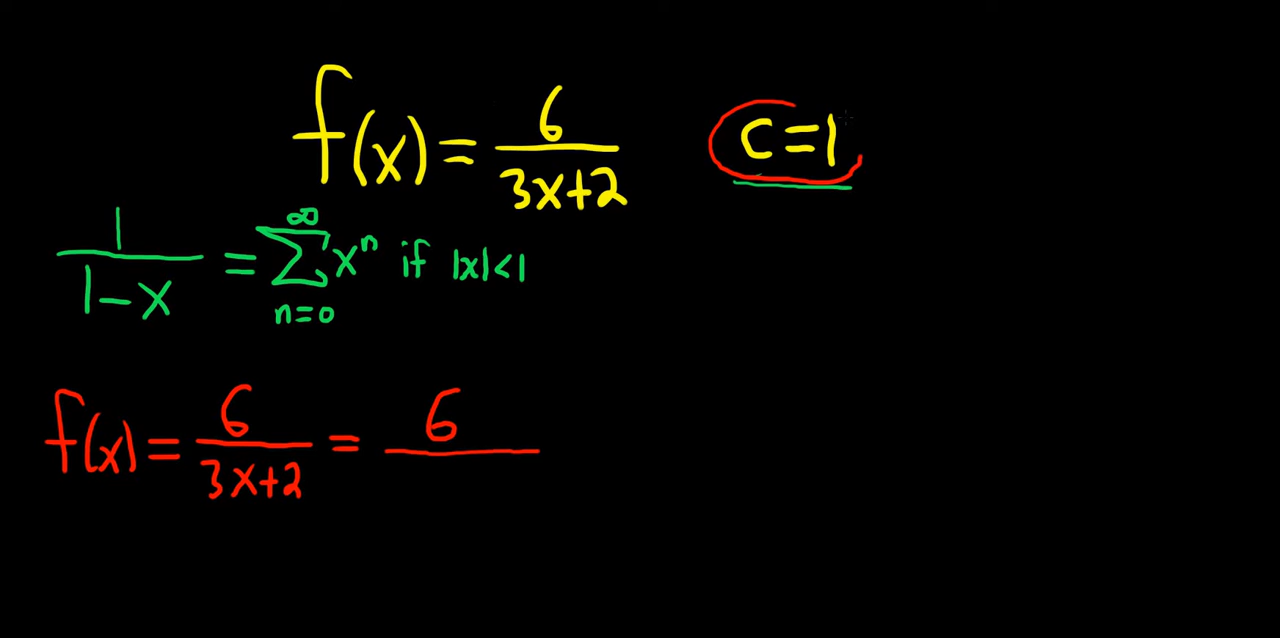 f(x) = 6/(3x+2) c=1
1/(1-x) = ∑_{n=0}^{∞} x^n if |x|<1
f(x) = 6/(3x+2) = 6/